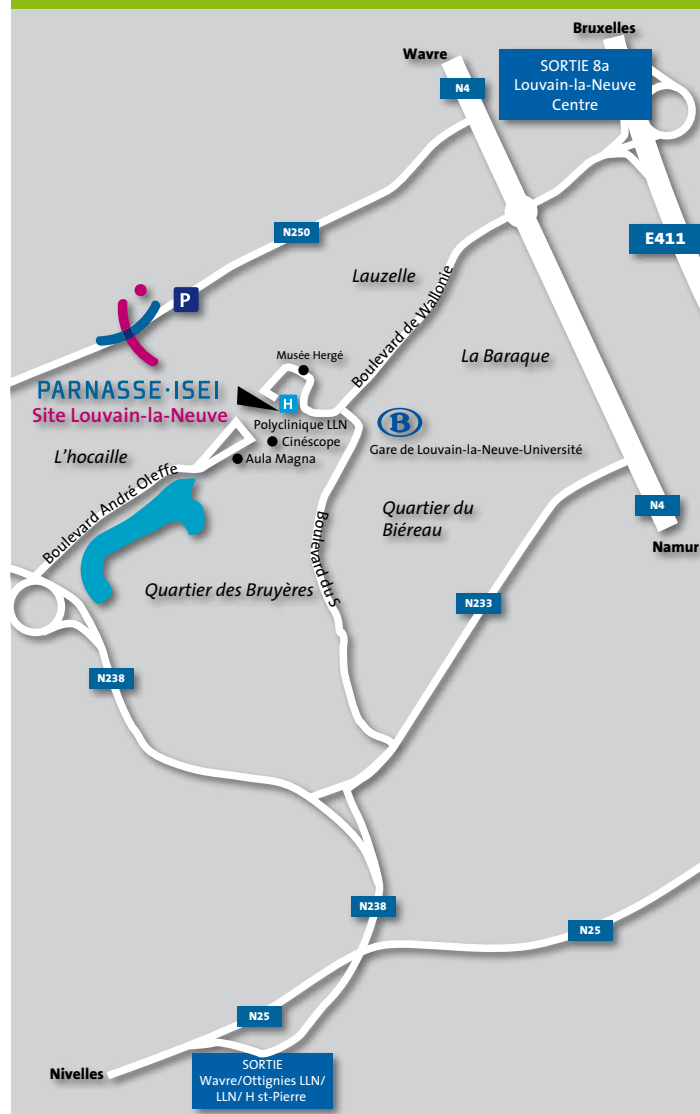 Bruxelles
Wavre
SORTIE 8a
Louvain-la-Neuve
Centre
N4
N250
E411
Lauzelle
P
Boulevard de Wallonie
La Baraque
Musée Hergé
PARNASSE·ISEI
Site Louvain-la-Neuve
H
Polyclinique LLN
Cinéscope
Aula Magna
B
Gare de Louvain-la-Neuve-Université
L'hocaille
Boulevard André Oleffe
Quartier du
Biéreau
N4
Namur
Boulevard du S
Quartier des Bruyères
N233
N238
N238
N25
N25
Nivelles
SORTIE
Wavre/Ottignies LLN/
LLN/ H st-Pierre